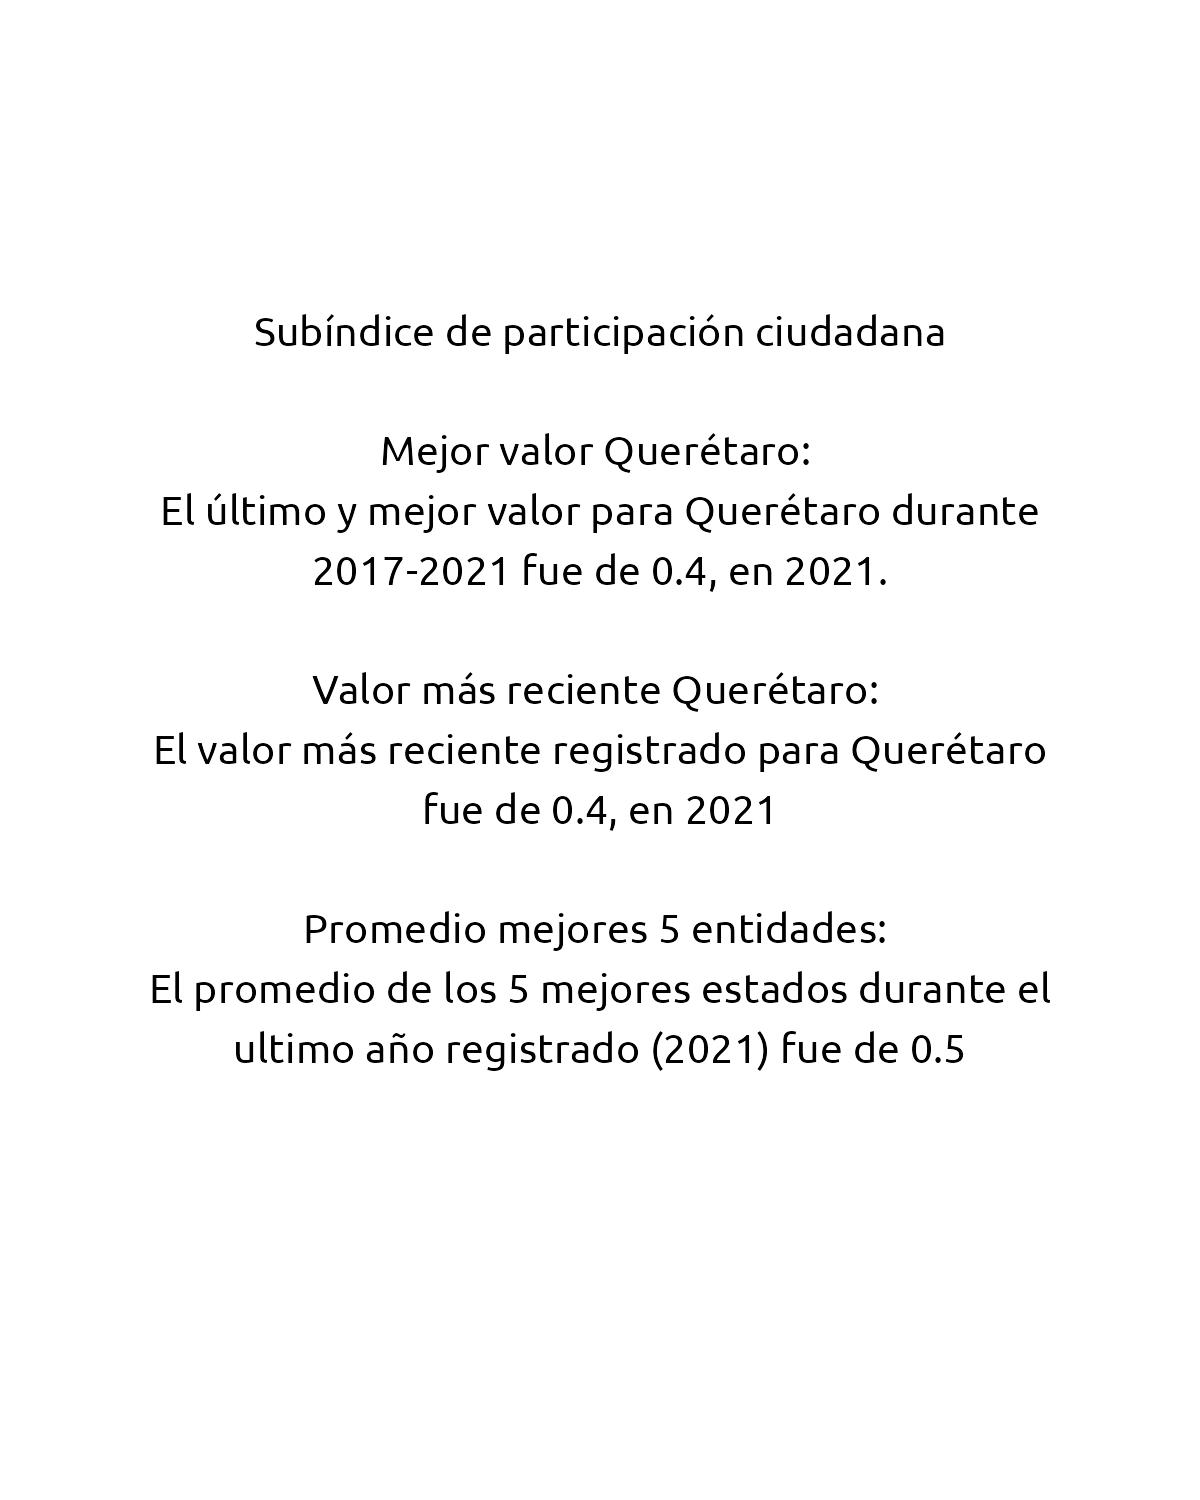 Subíndice de participación ciudadana
Mejor valor Querétaro:
El último y mejor valor para Querétaro durante
2017-2021 fue de 0.4, en 2021.
Valor más reciente Querétaro:
El valor más reciente registrado para Querétaro
fue de 0.4, en 2021
Promedio mejores 5 entidades:
El promedio de los 5 mejores estados durante el
ultimo año registrado (2021) fue de 0.5